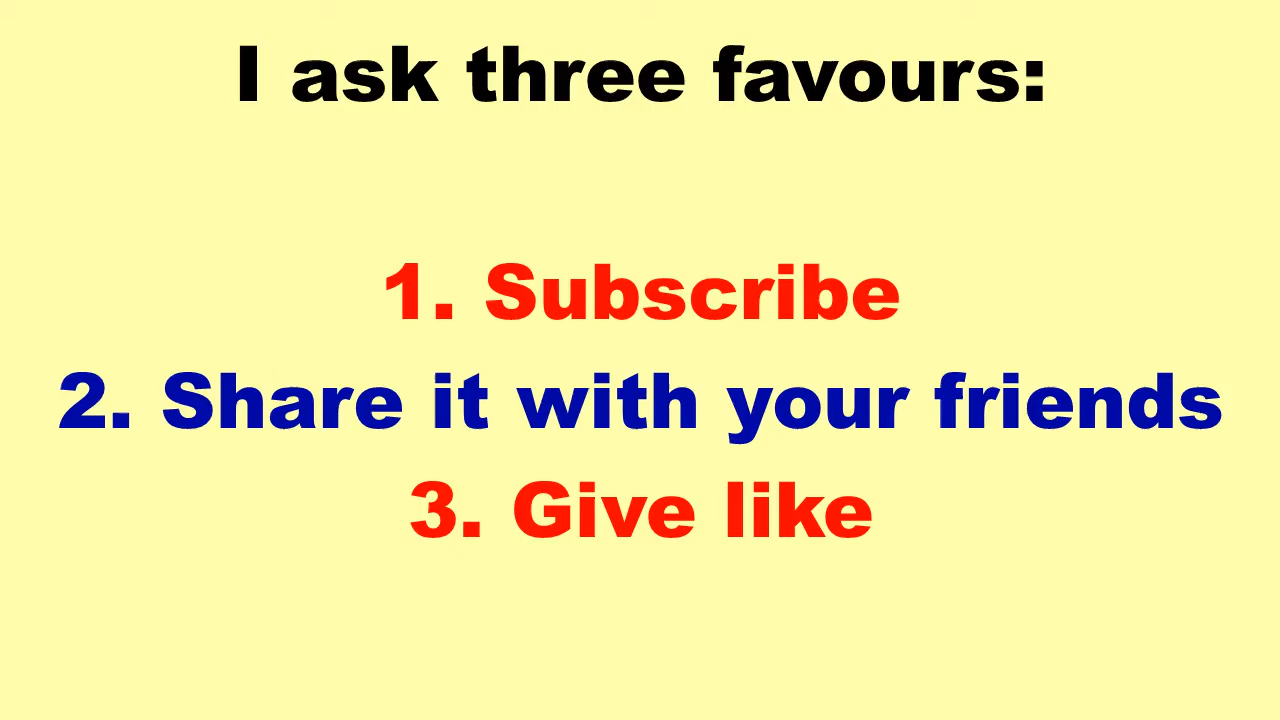 I ask three favours:
1. Subscribe
2. Share it with your friends
3. Give like